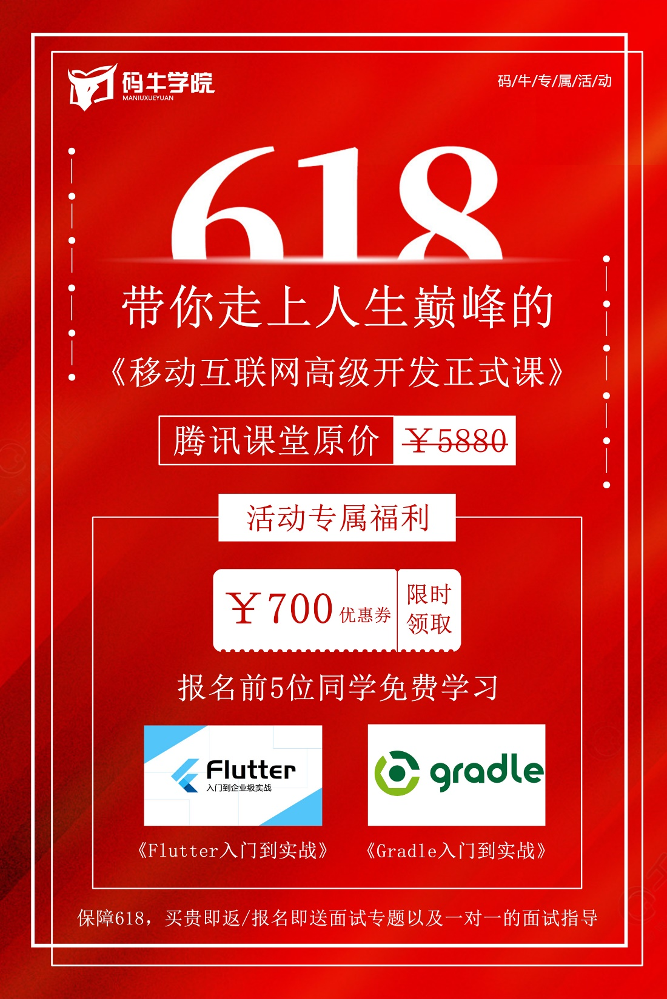 码牛学院
MANIUXUEYUAN
码/牛/专/属/活/动
618
带你走上人生巅峰的
《移动互联网高级开发正式课》
腾讯课堂原价 ￥5880
活动专属福利
￥700优惠券
限时
领取
报名前5位同学免费学习
Flutter
入门到企业级实战
gradle
《Flutter入门到实战》
《Gradle入门到实战》
保障618，买贵即返/报名即送面试专题以及一对一的面试指导